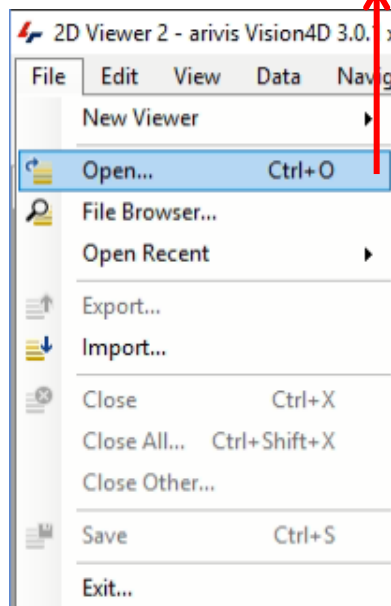 2D Viewer 2 - arivis Vision4D 3.0.
File Edit View Data Navig
New Viewer
Open... Ctrl+O
File Browser...
Open Recent
Export...
Import...
Close Ctrl+X
Close All... Ctrl+Shift+X
Close Other...
Save Ctrl+S
Exit...